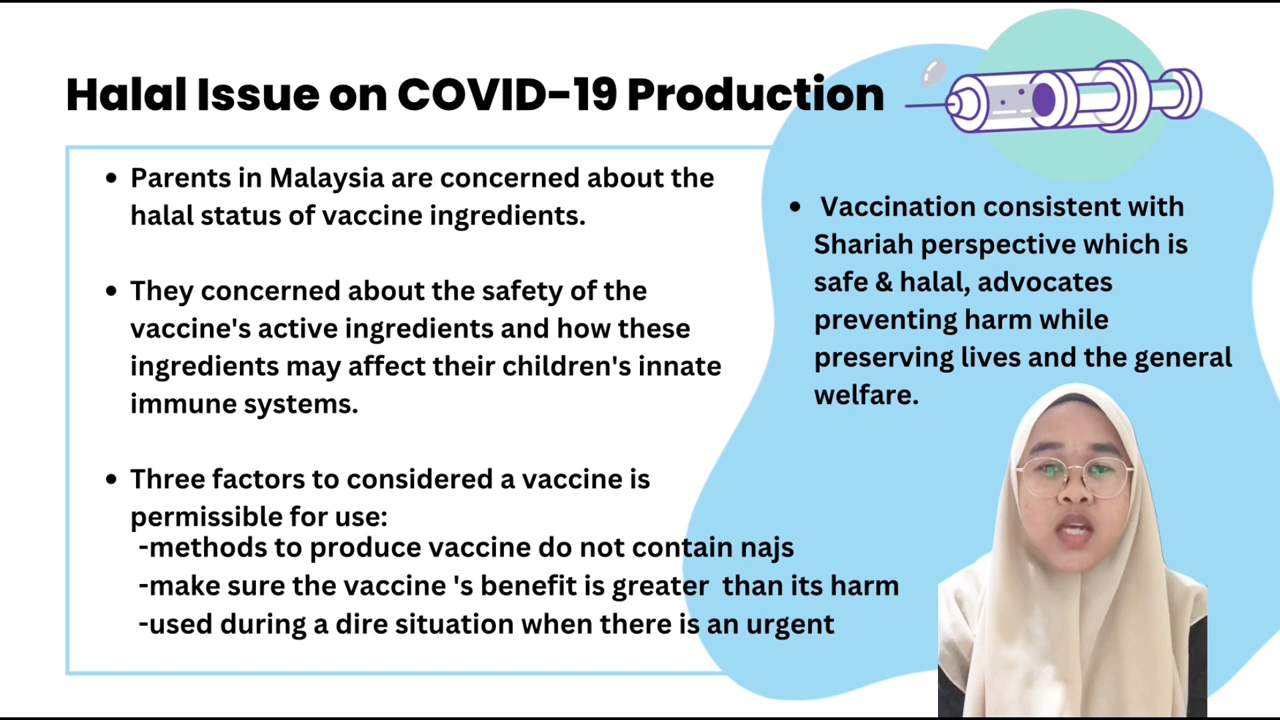 Halal Issue on COVID-19 Production
• Parents in Malaysia are concerned about the
halal status of vaccine ingredients.
• They concerned about the safety of the
vaccine's active ingredients and how these
ingredients may affect their children's innate
immune systems.
• Three factors to considered a vaccine is
permissible for use:
-methods to produce vaccine do not contain najs
-make sure the vaccine 's benefit is greater than its harm
-used during a dire situation when there is an urgent
• Vaccination consistent with
Shariah perspective which is
safe & halal, advocates
preventing harm while
preserving lives and the general
welfare.